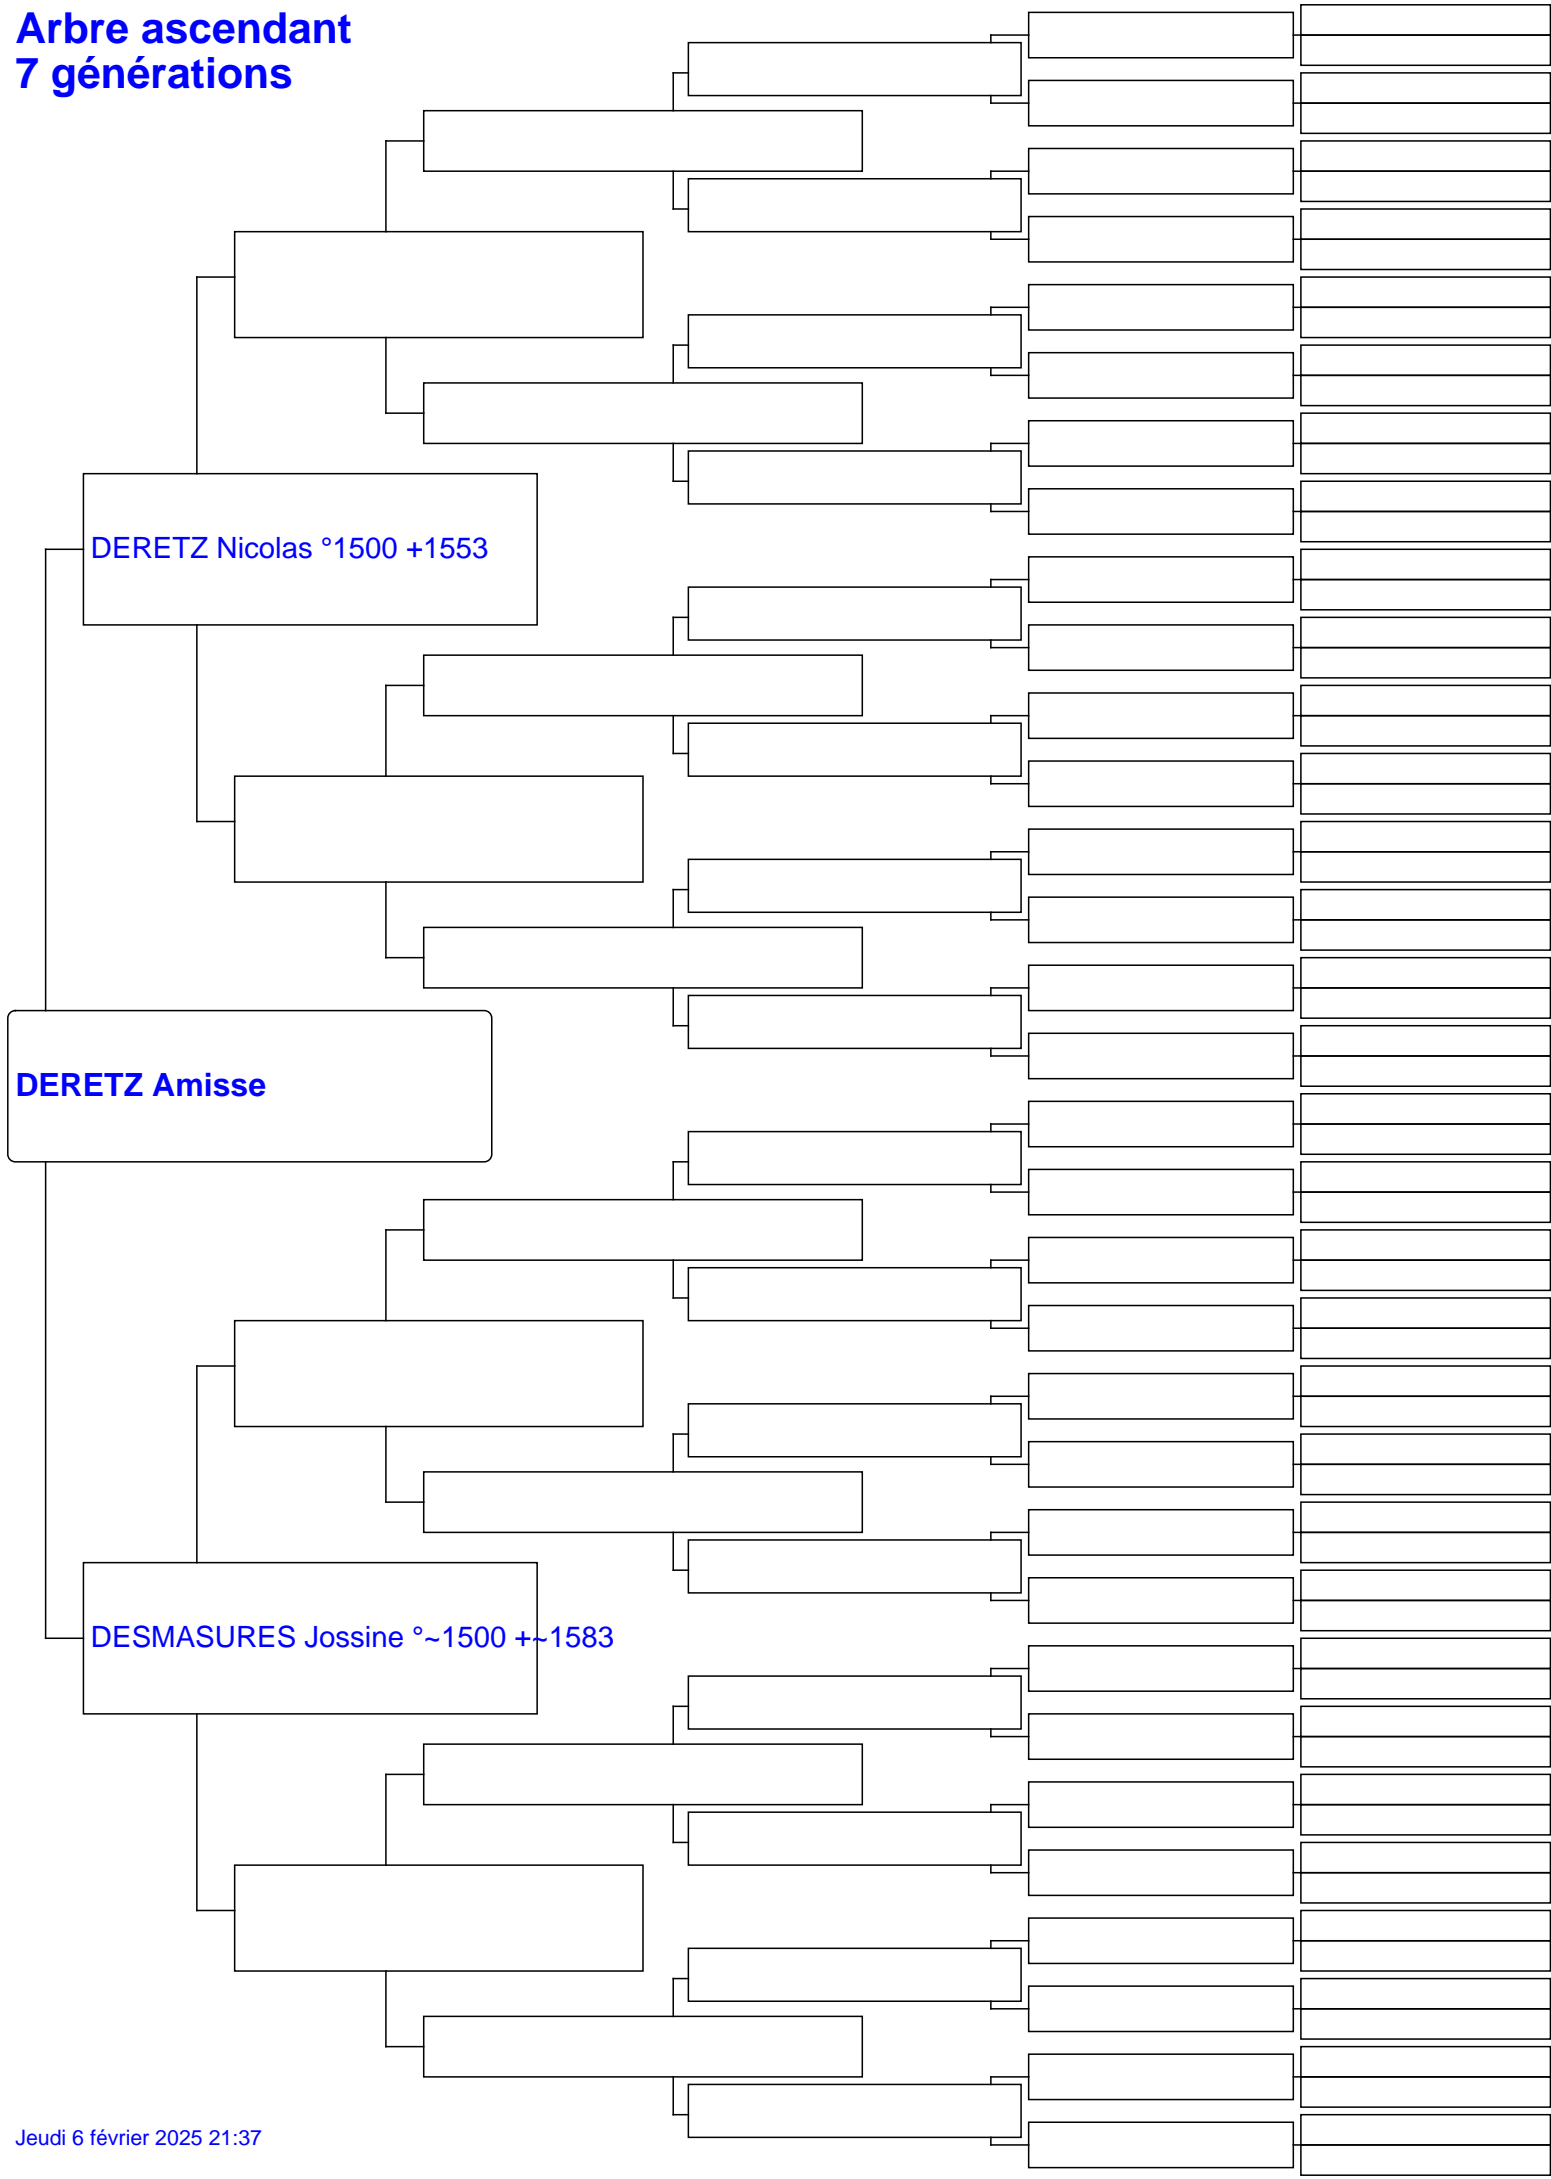 Arbre ascendant
7 générations
DERETZ Nicolas °1500 +1553
DERETZ Amisse
DESMASURES Jossine °~1500 +~1583
Jeudi 6 février 2025 21:37